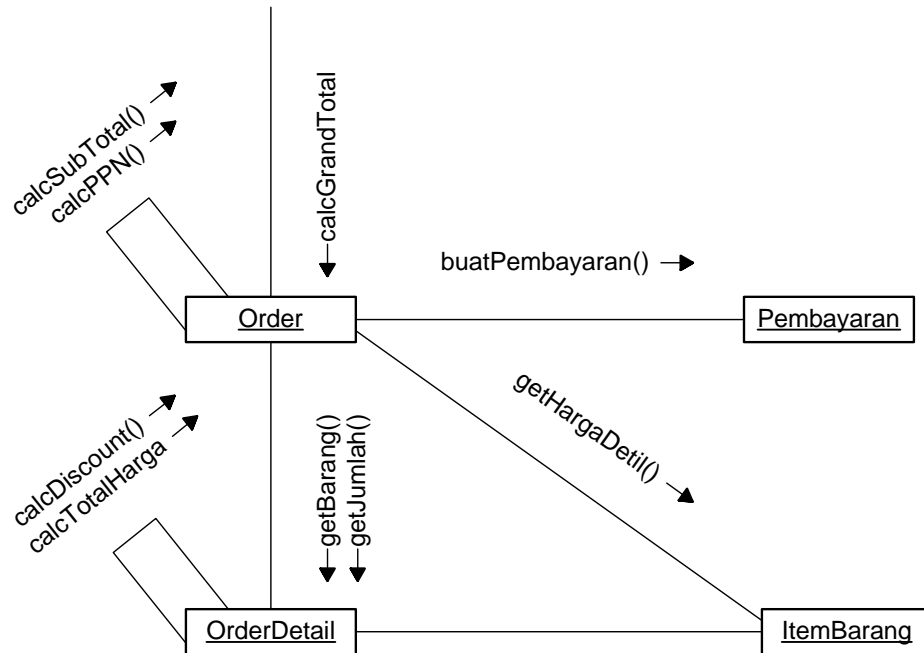 calcSubTotal()
calcPPN()
calcGrandTotal
buatPembayaran()
Order
Pembayaran
calcDiscount()
calcTotalHarga
getBarang()
getJumlah()
getHargaDetil()
OrderDetail
ItemBarang